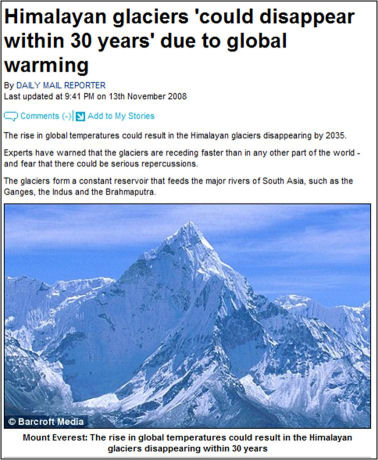 Himalayan glaciers 'could disappear
within 30 years' due to global
warming
By DAILY MAIL REPORTER
Last updated at 9:41 PM on 13th November 2008
Comments (-) Add to My Stories
The rise in global temperatures could result in the Himalayan glaciers disappearing by 2035.
Experts have warned that the glaciers are receding faster than in any other part of the world -
and fear that there could be serious repercussions.
The glaciers form a constant reservoir that feeds the major rivers of South Asia, such as the
Ganges, the Indus and the Brahmaputra.
© Barcroft Media
Mount Everest: The rise in global temperatures could result in the Himalayan
glaciers disappearing within 30 years